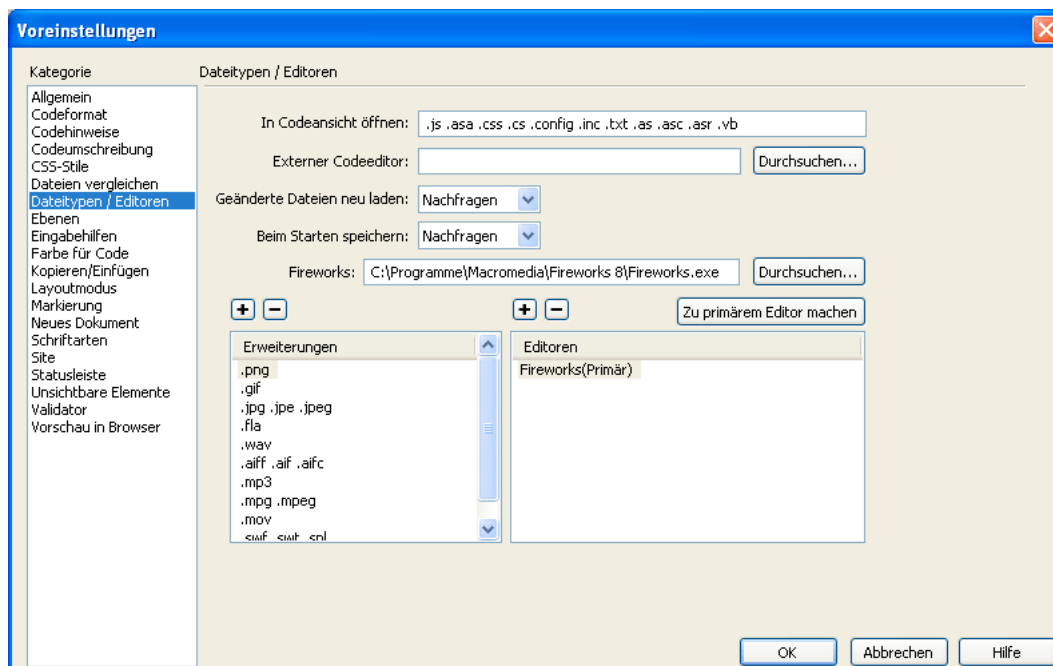 Voreinstellungen
Kategorie
Dateitypen / Editoren
Allgemein
Codeformat
Codehinweise
Codeumschreibung
CSS-Stile
Dateien vergleichen
Dateitypen / Editoren
Ebenen
Eingabehilfen
Farbe für Code
Kopieren/Einfügen
Layoutmodus
Markierung
Neues Dokument
Schriftarten
Site
Statusleiste
Unsichtbare Elemente
Validator
Vorschau in Browser
In Codeansicht öffnen: .js .asa .css .cs .config .inc .txt .as .asc .asr .vb
Externer Codeeditor: Durchsuchen...
Geänderte Dateien neu laden: Nachfragen
Beim Starten speichern: Nachfragen
Fireworks: C:\Programme\Macromedia\Fireworks 8\Fireworks.exe Durchsuchen...
Zu primärem Editor machen
Erweiterungen
.png
.gif
.jpg .jpe .jpeg
.fla
.wav
.aiff .aif .aifc
.mp3
.mpg .mpeg
.mov
.swf .swt .spl
Editoren
Fireworks(Primär)
OK Abbrechen Hilfe